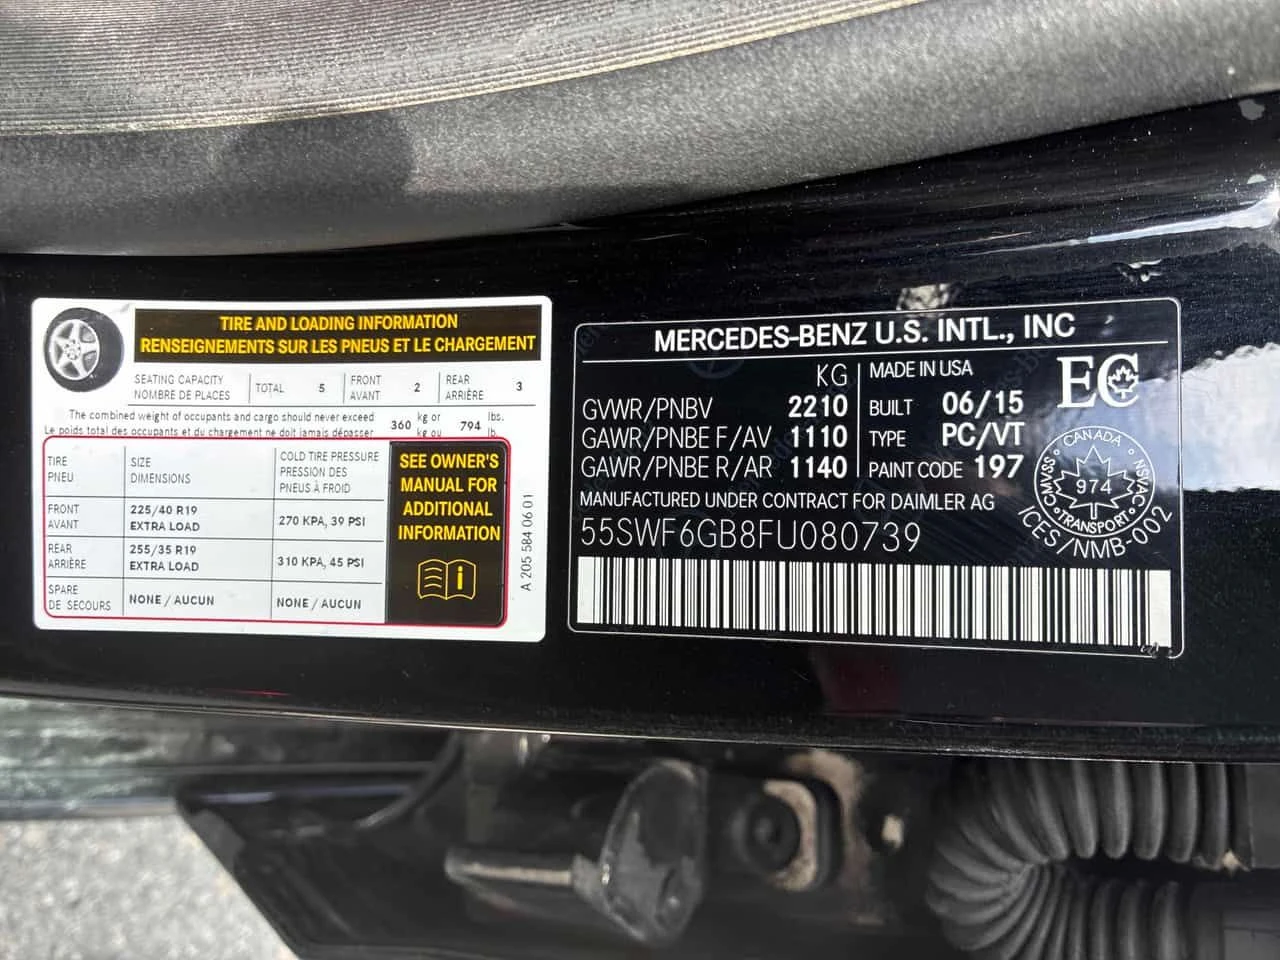 TIRE AND LOADING INFORMATION
RENSEIGNEMENTS SUR LES PNEUS ET LE CHARGEMENT
SEATING CAPACITY
NOMBRE DE PLACES
TOTAL 5
FRONT
AVANT
2
REAR
ARRIÈRE
3
The combined weight of occupants and cargo should never exceed
Le poids total des occupants et du chargement ne doit jamais dépasser
360
kg or
kg ou
794
lbs.
lb.
TIRE
PNEU
SIZE
DIMENSIONS
COLD TIRE PRESSURE
PRESSION DES
PNEUS À FROID
FRONT
AVANT
225/40 R19
EXTRA LOAD
270 KPA, 39 PSI
REAR
ARRIÈRE
255/35 R19
EXTRA LOAD
310 KPA, 45 PSI
SPARE
DE SECOURS
NONE / AUCUN
NONE / AUCUN
SEE OWNER'S
MANUAL FOR
ADDITIONAL
INFORMATION
A 205 584 06 01
MERCEDES-BENZ U.S. INTL., INC
KG
GVWR/PNBV 2210
GAWR/PNBE F/AV 1110
GAWR/PNBE R/AR 1140
MADE IN USA
BUILT 06/15
TYPE PC/VT
PAINT CODE 197
EC
MANUFACTURED UNDER CONTRACT FOR DAIMLER AG
55SWF6GB8FU080739
CANADA
CMVSS
974
NSVAC
TRANSPORT
ICES/NMB-002